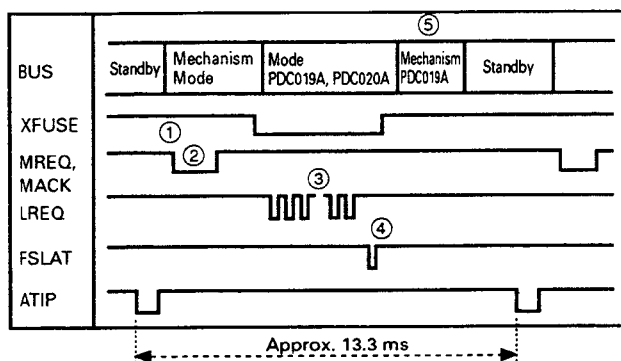 ⑤
BUS
Standby
Mechanism
Mode
Mode
PDC019A, PDC020A
Mechanism
PDC019A
Standby
XFUSE
①
MREQ,
MACK
②
LREQ
③
FSLAT
④
ATIP
Approx. 13.3 ms